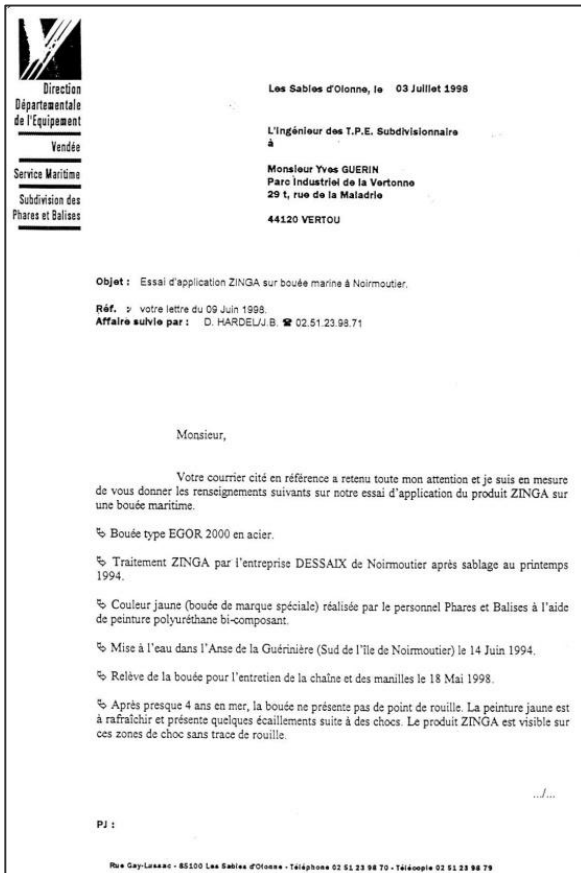 Direction
Départementale
de l'Equipement
Vendée
Service Maritime
Subdivision des
Phares et Balises
Les Sables d'Olonne, le 03 Juillet 1998
L'Ingénieur des T.P.E. Subdivisionnaire
à
Monsieur Yves GUERIN
Parc Industriel de la Vertonne
29 t, rue de la Maladrie
44120 VERTOU
Objet : Essai d'application ZINGA sur bouée marine à Noirmoutier.
Réf. : votre lettre du 09 Juin 1998.
Affaire suivie par : D. HARDEL/J.B. ☎ 02.51.23.98.71
Monsieur,
Votre courrier cité en référence a retenu toute mon attention et je suis en mesure
de vous donner les renseignements suivants sur notre essai d'application du produit ZINGA sur
une bouée maritime.
Bouée type EGOR 2000 en acier.
Traitement ZINGA par l'entreprise DESSAIX de Noirmoutier après sablage au printemps
1994.
Couleur jaune (bouée de marque spéciale) réalisée par le personnel Phares et Balises à l'aide
de peinture polyuréthane bi-composant.
Mise à l'eau dans l'Anse de la Guérinière (Sud de l'île de Noirmoutier) le 14 Juin 1994.
Relève de la bouée pour l'entretien de la chaîne et des manilles le 18 Mai 1998.
Après presque 4 ans en mer, la bouée ne présente pas de point de rouille. La peinture jaune est
à rafraîchir et présente quelques écaillements suite à des chocs. Le produit ZINGA est visible sur
ces zones de choc sans trace de rouille.
.../...
PJ :
Rue Gay-Lussac - 85100 Les Sables d'Olonne - Téléphone 02 51 23 98 70 - Télécopie 02 51 23 98 79